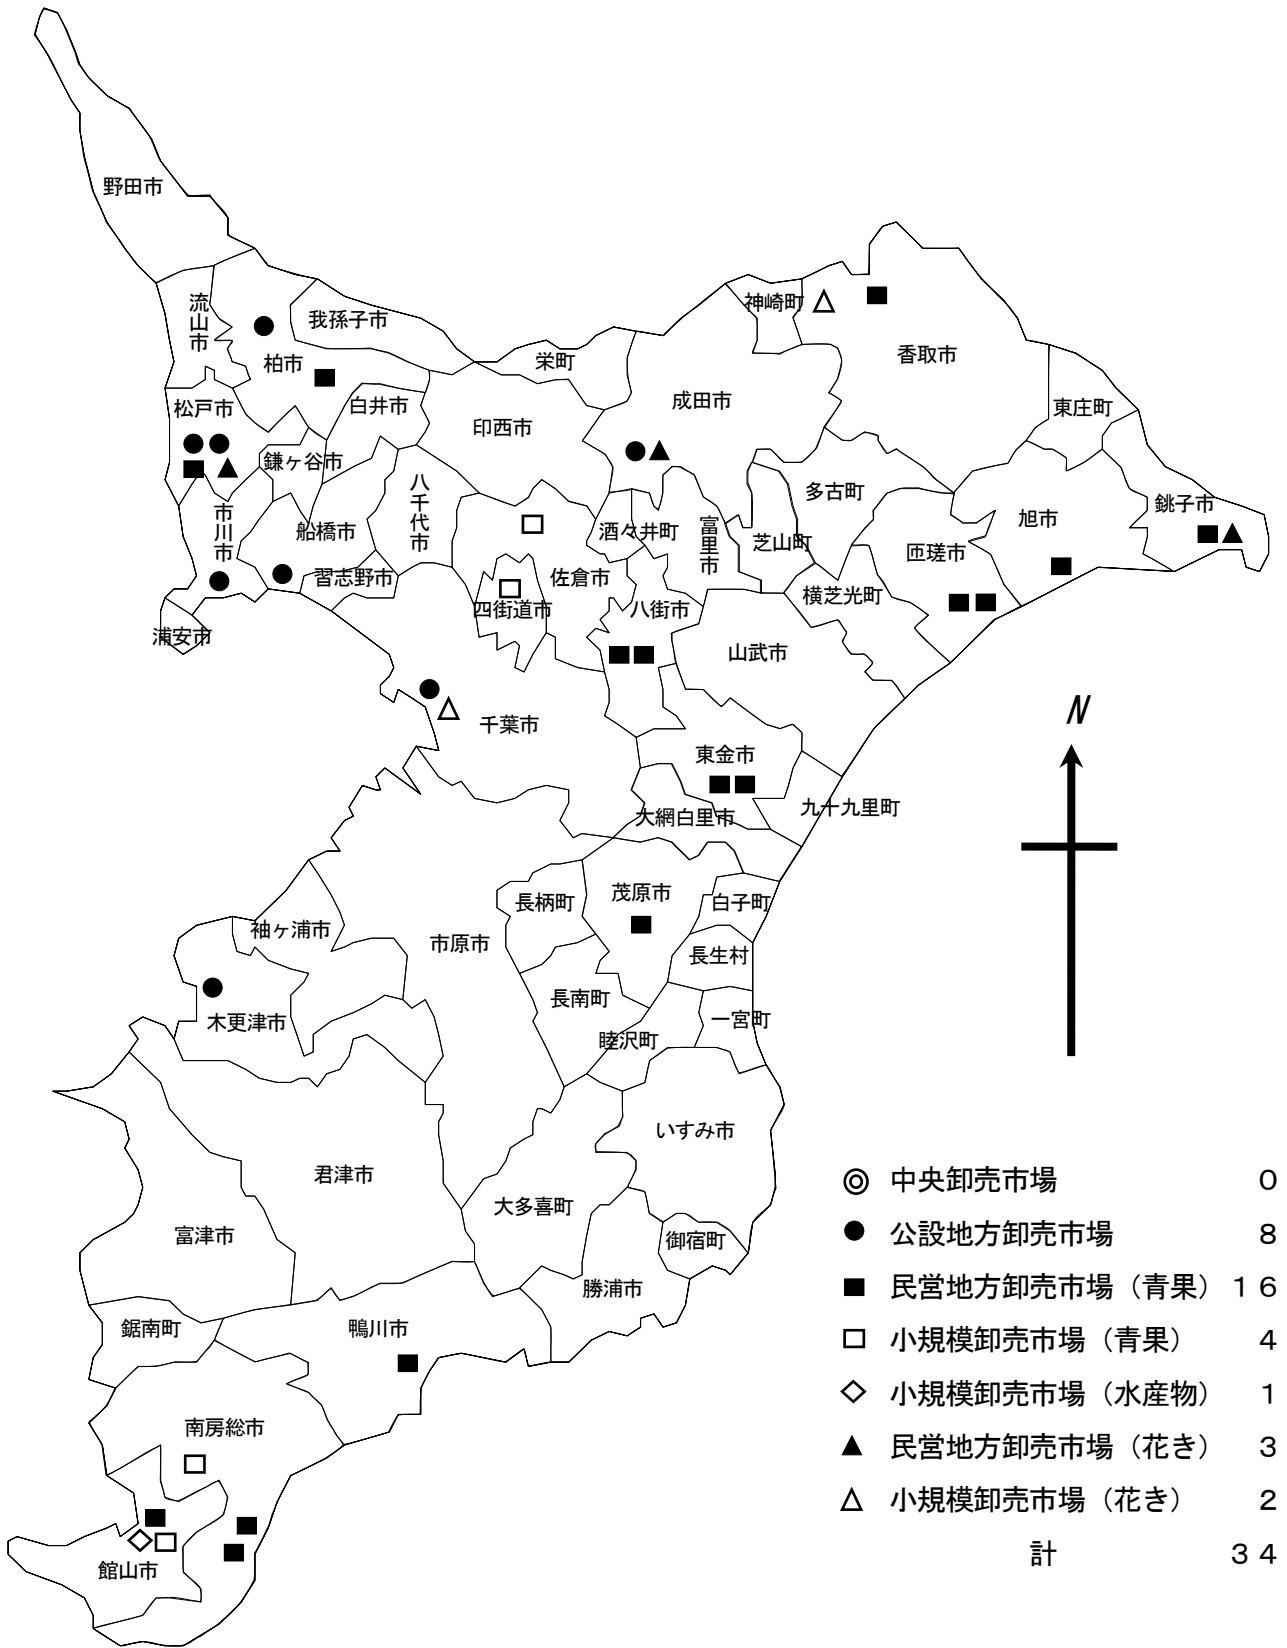 野田市
流山市
柏市
我孫子市
松戸市
鎌ヶ谷市
白井市
印西市
栄町
成田市
神崎町
香取市
東庄町
銚子市
旭市
多古町
匝瑳市
芝山町
横芝光町
富里市
酒々井町
八千代市
船橋市
市川市
習志野市
浦安市
佐倉市
四街道市
八街市
山武市
千葉市
東金市
大網白里市
九十九里町
N
長柄町
茂原市
白子町
袖ヶ浦市
市原市
長生村
長南町
木更津市
睦沢町
一宮町
いすみ市
君津市
大多喜町
富津市
御宿町
勝浦市
鋸南町
鴨川市
南房総市
館山市
◎ 中央卸売市場 0
● 公設地方卸売市場 8
■ 民営地方卸売市場（青果） 16
□ 小規模卸売市場（青果） 4
◇ 小規模卸売市場（水産物） 1
▲ 民営地方卸売市場（花き） 3
△ 小規模卸売市場（花き） 2
計 34